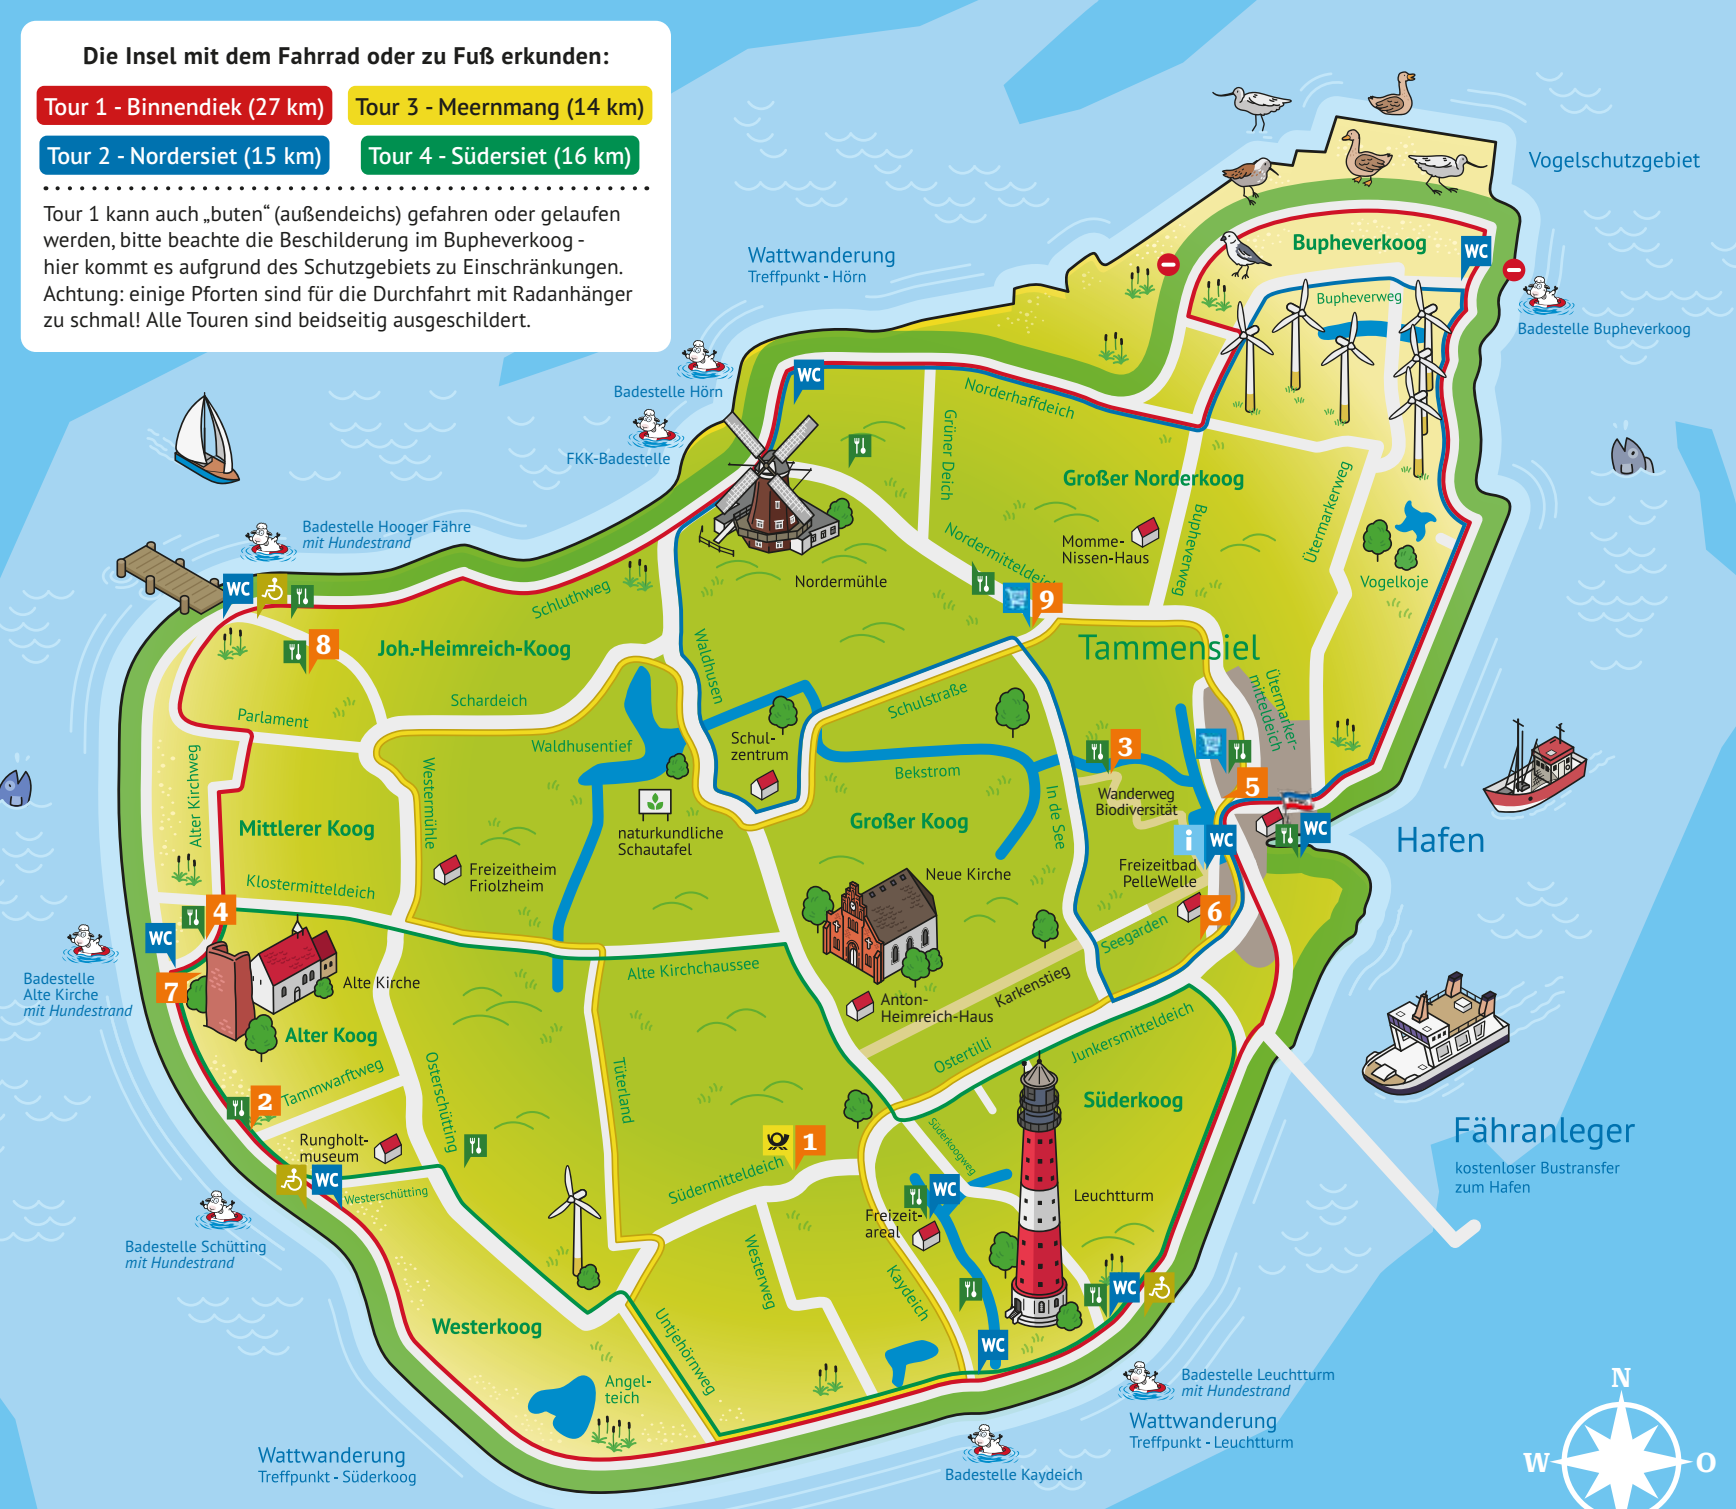 Die Insel mit dem Fahrrad oder zu Fuß erkunden:
Tour 1 - Binnendiek (27 km)
Tour 3 - Meernmang (14 km)
Tour 2 - Nordersiet (15 km)
Tour 4 - Südersiet (16 km)
Tour 1 kann auch „buten“ (außendeichs) gefahren oder gelaufen
werden, bitte beachte die Beschilderung im Bupheverkoog -
hier kommt es aufgrund des Schutzgebiets zu Einschränkungen.
Achtung: einige Pforten sind für die Durchfahrt mit Radanhänger
zu schmal! Alle Touren sind beidseitig ausgeschildert.
Vogelschutzgebiet
Wattwanderung
Treffpunkt - Hörn
Bupheverkoog
WC
Bupheverweg
Badestelle Bupheverkoog
Badestelle Hörn
WC
Norderhaffdeich
Grüner Deich
FKK-Badestelle
Großer Norderkoog
Bupheverweg
Ütermarkerweg
Badestelle Hooger Fähre
mit Hundestrand
Nordermitteldeich
Momme-
Nissen-Haus
Nordermühle
Vogelkoje
WC
Schluthweg
9
8
Joh.-Heimreich-Koog
Waldhusen
Tammensiel
Ütermarker-
mitteldeich
Schardeich
Schulstraße
Parlament
Waldhusentief
Schul-
zentrum
3
5
Alter Kirchweg
Westermühle
Bekstrom
In de See
Wanderweg
Biodiversität
Mittlerer Koog
naturkundliche
Schautafel
Großer Koog
i
WC
WC
Hafen
Freizeitheim
Friolzheim
Neue Kirche
Freizeitbad
PelleWelle
Klostermitteldeich
4
6
WC
Seegarden
Alte Kirchchaussee
Karkenstieg
Badestelle
Alte Kirche
mit Hundestrand
7
Alte Kirche
Anton-
Heimreich-Haus
Alter Koog
Ostertilli
Junkersmitteldeich
Tammwarftweg
Osterschütting
Tüterland
2
Süderkoog
Fähranleger
kostenloser Bustransfer
zum Hafen
Rungholt-
museum
1
Süderkoogweg
WC
Westerschütting
Südermitteldeich
WC
Leuchtturm
Freizeit-
areal
Badestelle Schütting
mit Hundestrand
Westerweg
Kaydeich
WC
Westerkoog
Untjehörnweg
WC
Angel-
teich
Badestelle Leuchtturm
mit Hundestrand
Wattwanderung
Treffpunkt - Leuchtturm
Wattwanderung
Treffpunkt - Süderkoog
Badestelle Kaydeich
N
W
O